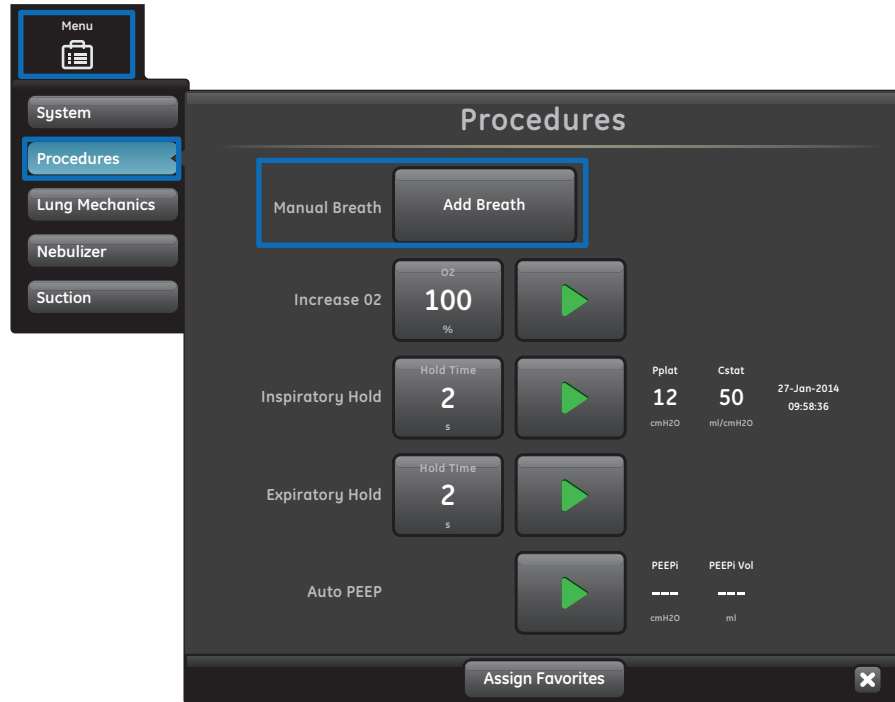 Menu
System
Procedures
Lung Mechanics
Nebulizer
Suction
Procedures
Manual Breath
Add Breath
Increase 02
O2
100
%
Inspiratory Hold
Hold Time
2
s
Pplat
12
cmH2O
Cstat
50
ml/cmH2O
27-Jan-2014
09:58:36
Expiratory Hold
Hold TIme
2
s
Auto PEEP
PEEPi
---
cmH2O
PEEPi Vol
---
ml
Assign Favorites